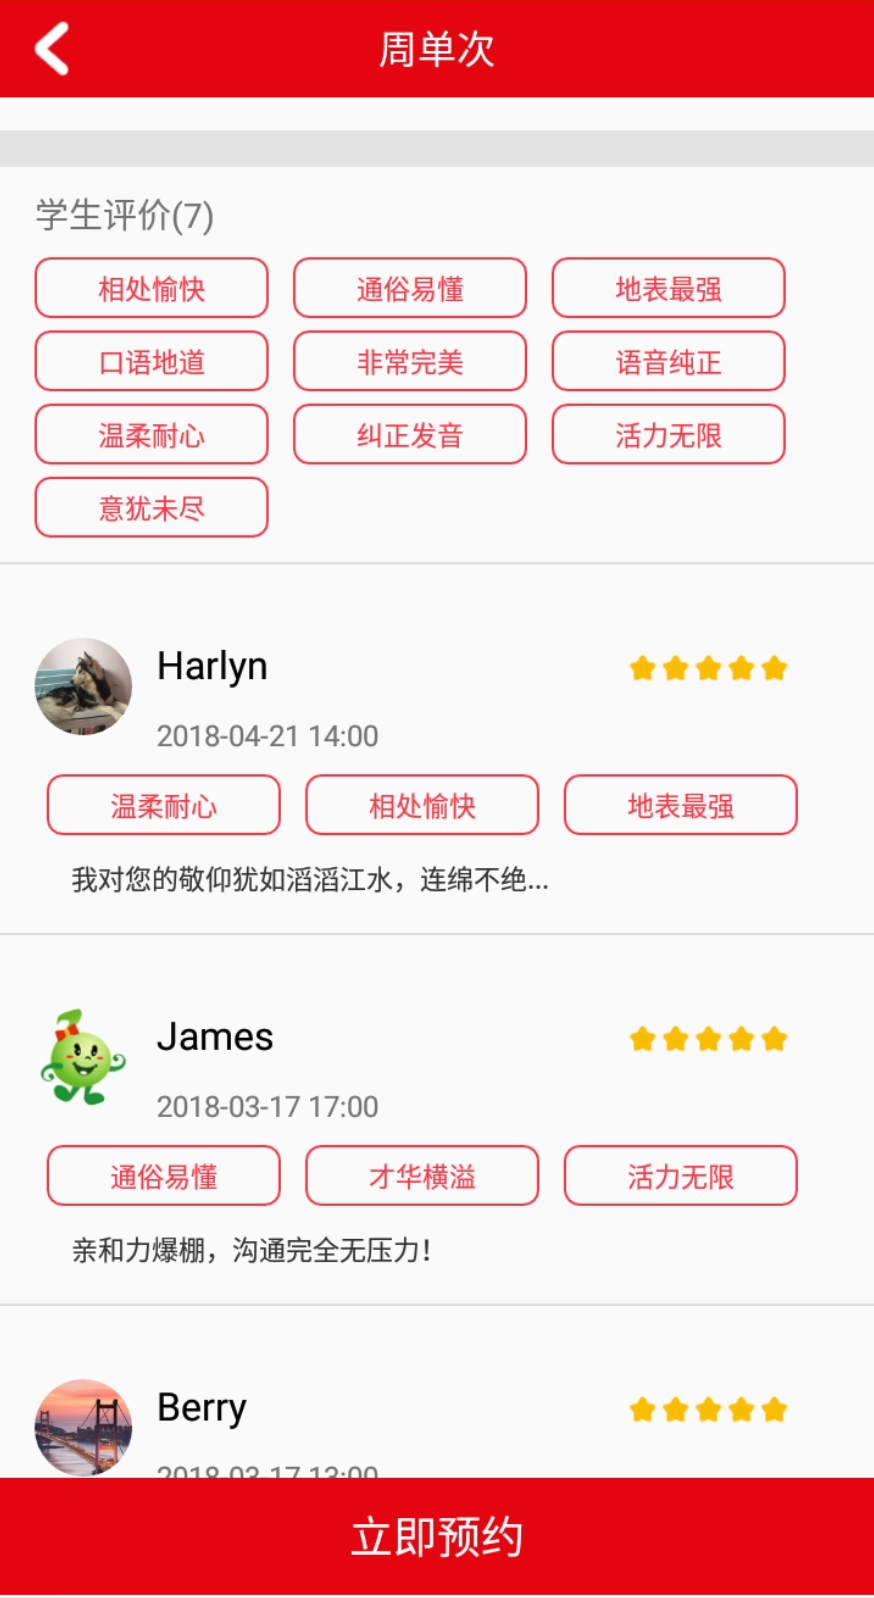 周单次
学生评价(7)
相处愉快 通俗易懂 地表最强
口语地道 非常完美 语音纯正
温柔耐心 纠正发音 活力无限
意犹未尽
Harlyn
2018-04-21 14:00
温柔耐心 相处愉快 地表最强
我对您的敬仰犹如滔滔江水，连绵不绝...
James
2018-03-17 17:00
通俗易懂 才华横溢 活力无限
亲和力爆棚，沟通完全无压力！
Berry
2018-03-17 13:00
立即预约